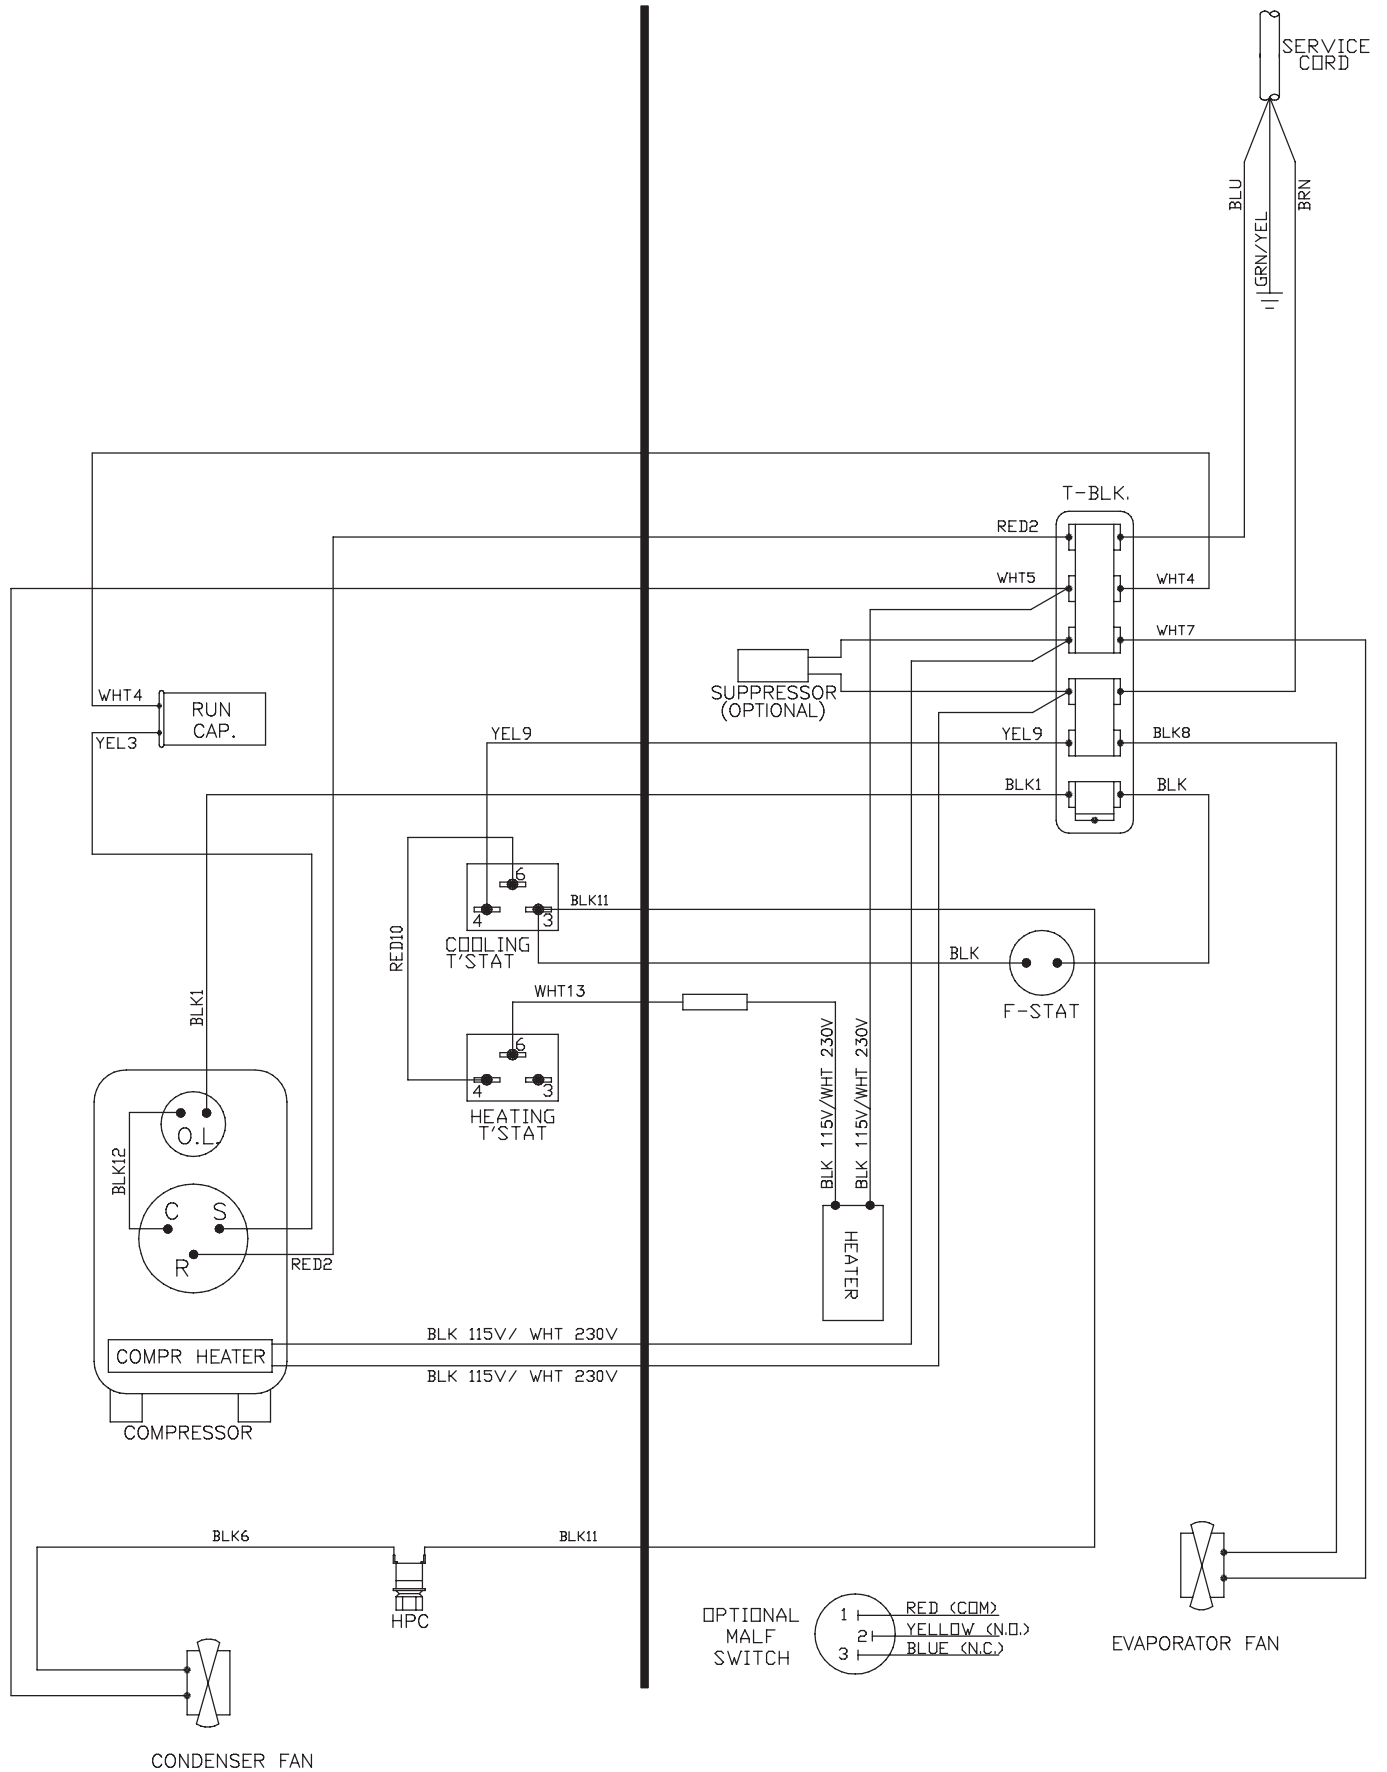 SERVICE
CORD
BLU
BRN
GRN/YEL
T-BLK.
RED2
WHT5
WHT4
WHT7
SUPPRESSOR
(OPTIONAL)
WHT4
RUN
CAP.
YEL3
YEL9
YEL9
BLK8
BLK1
BLK
6
4
3
BLK11
COOLING
T'STAT
RED10
BLK
F-STAT
BLK1
WHT13
6
4
3
HEATING
T'STAT
BLK 115V/WHT 230V
BLK 115V/WHT 230V
HEATER
O.L.
BLK12
C
S
R
RED2
COMPR HEATER
BLK 115V/ WHT 230V
BLK 115V/ WHT 230V
COMPRESSOR
BLK6
BLK11
HPC
OPTIONAL
MALF
SWITCH
1
2
3
RED (COM)
YELLOW (N.O.)
BLUE (N.C.)
EVAPORATOR FAN
CONDENSER FAN